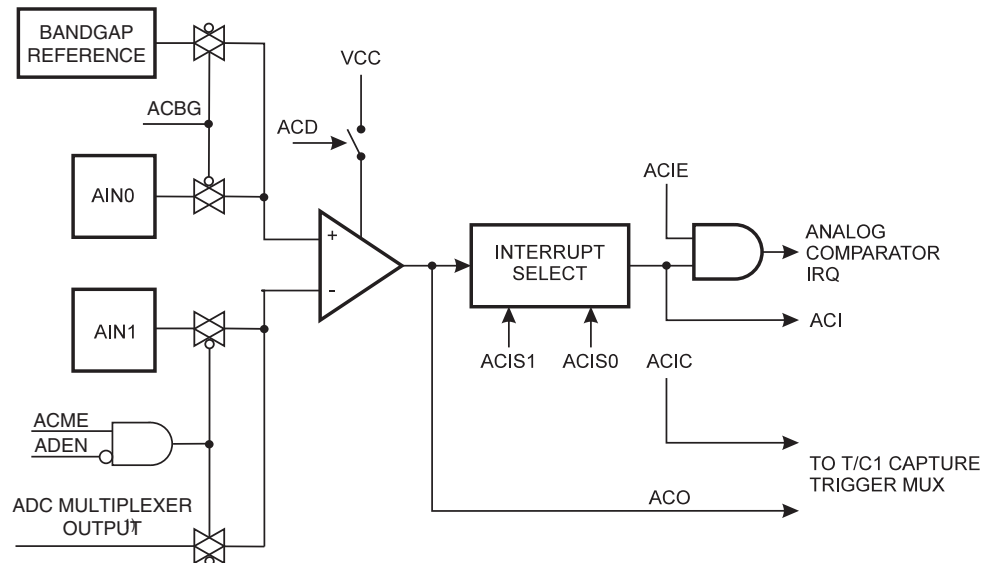 BANDGAP
REFERENCE
VCC
ACBG
ACD
ACIE
AIN0
+
-
INTERRUPT
SELECT
ANALOG
COMPARATOR
IRQ
AIN1
ACI
ACIS1
ACIS0
ACIC
ACME
ADEN
TO T/C1 CAPTURE
TRIGGER MUX
ACO
ADC MULTIPLEXER
OUTPUT
1)